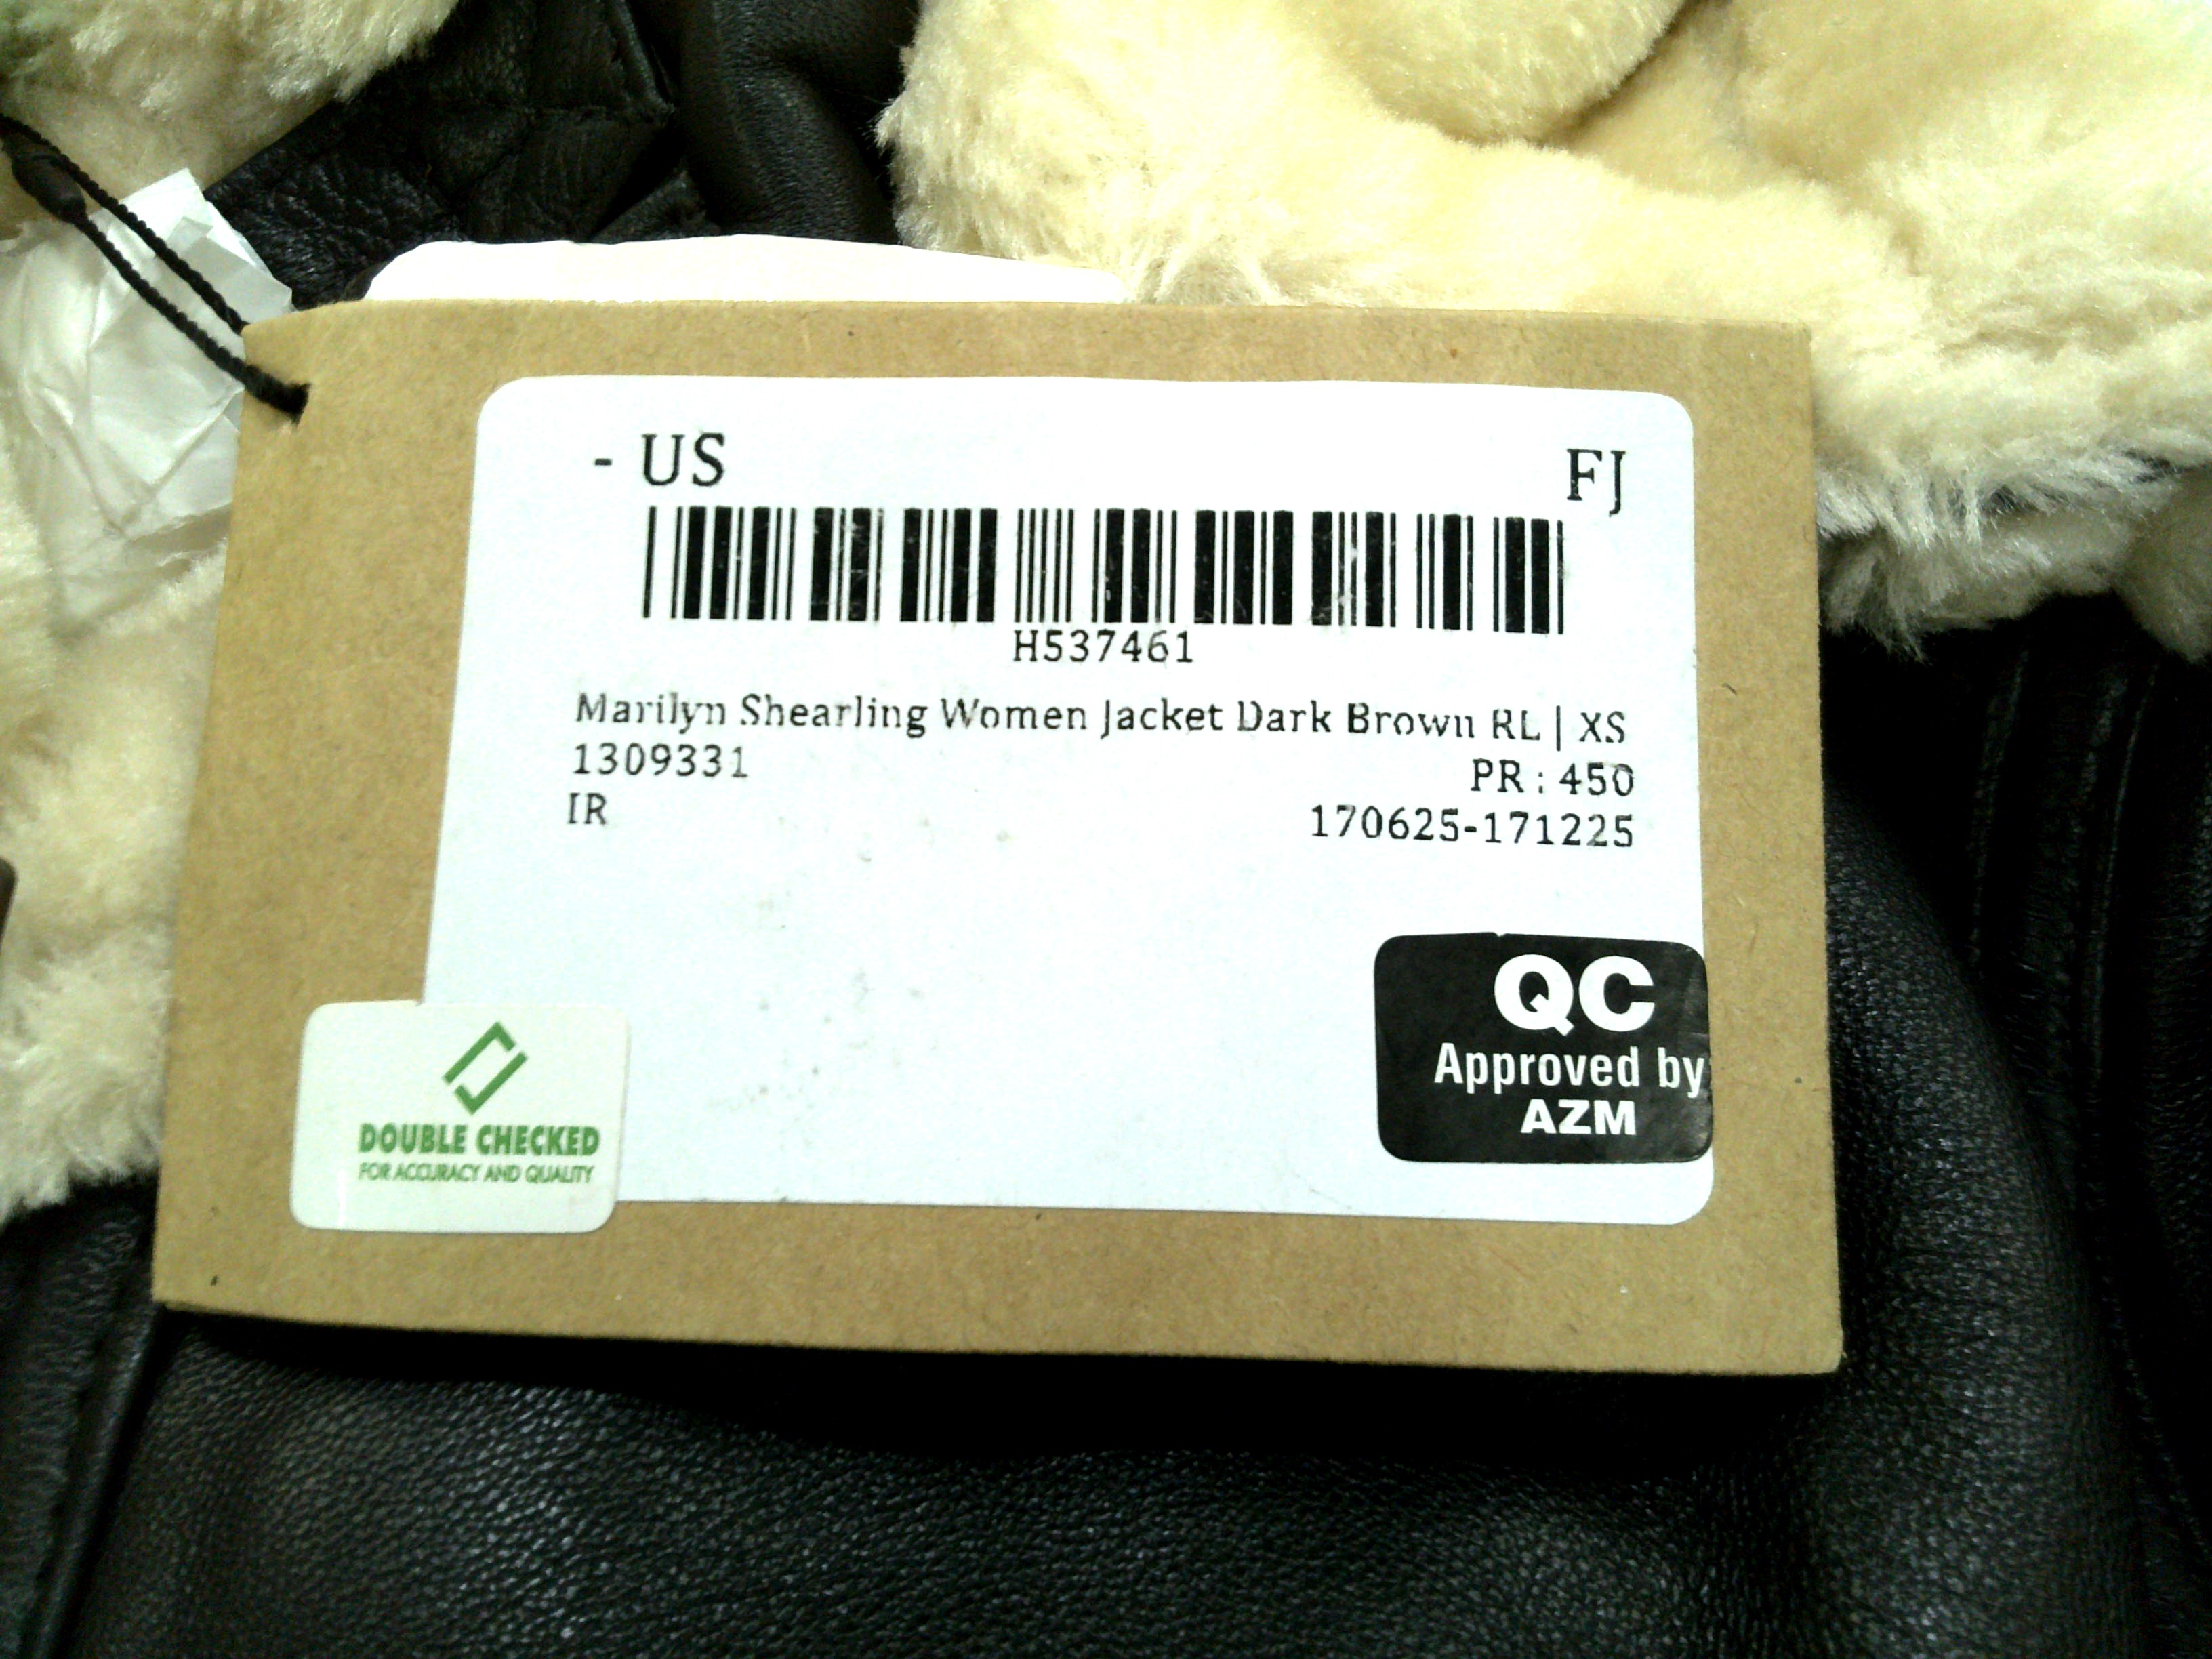 - US FJ
H537461
Marilyn Shearling Women Jacket Dark Brown RL | XS
1309331 PR : 450
IR 170625-171225
QC
Approved by
AZM
DOUBLE CHECKED
FOR ACCURACY AND QUALITY